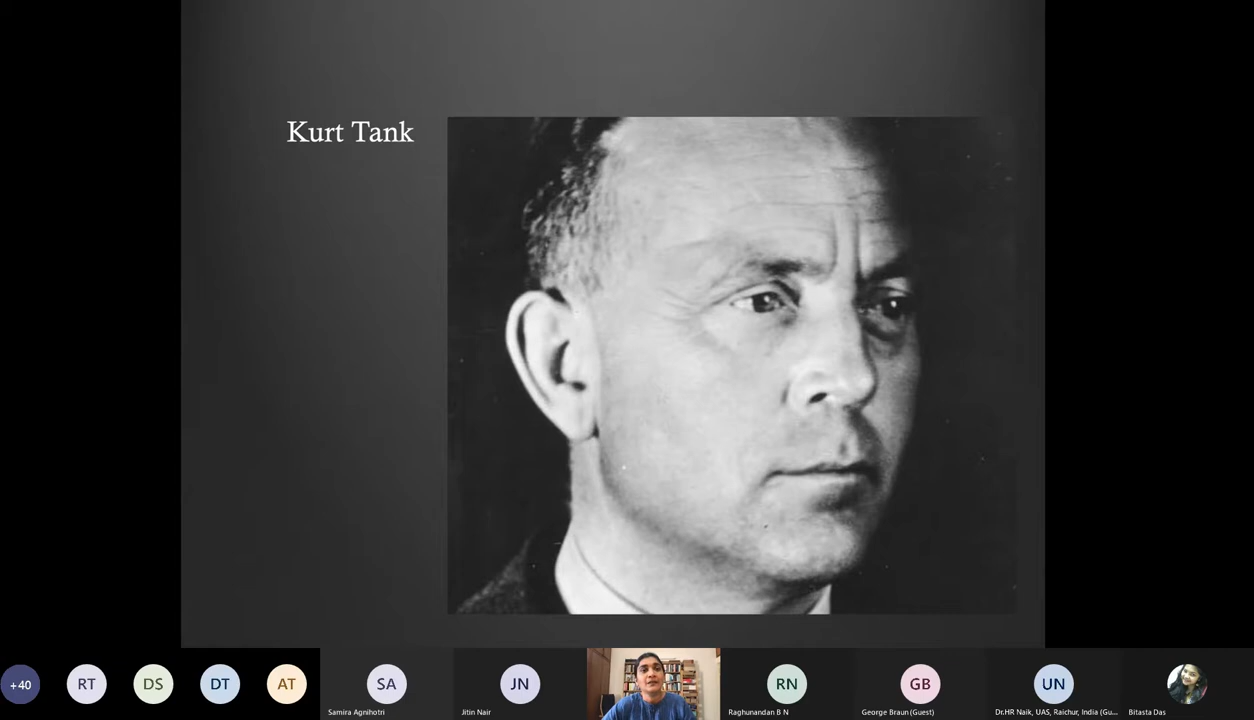 Kurt Tank
+40
RT
DS
DT
AT
SA
JN
RN
GB
UN
Samira Agnihotri
Jitin Nair
Raghunandan B N
George Braun (Guest)
Dr.HR Naik, UAS, Raichur, India (Gu...
Bitasta Das